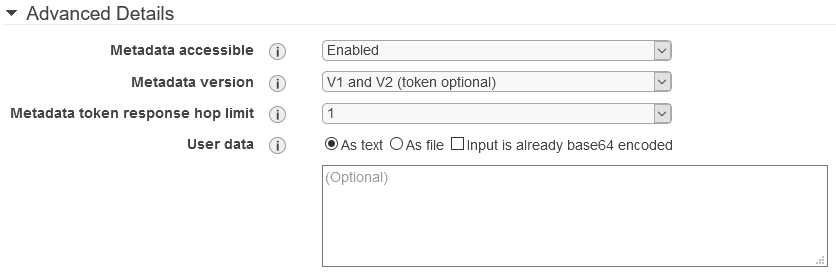 Advanced Details
Metadata accessible i Enabled
Metadata version i V1 and V2 (token optional)
Metadata token response hop limit i 1
User data i As text As file Input is already base64 encoded
(Optional)